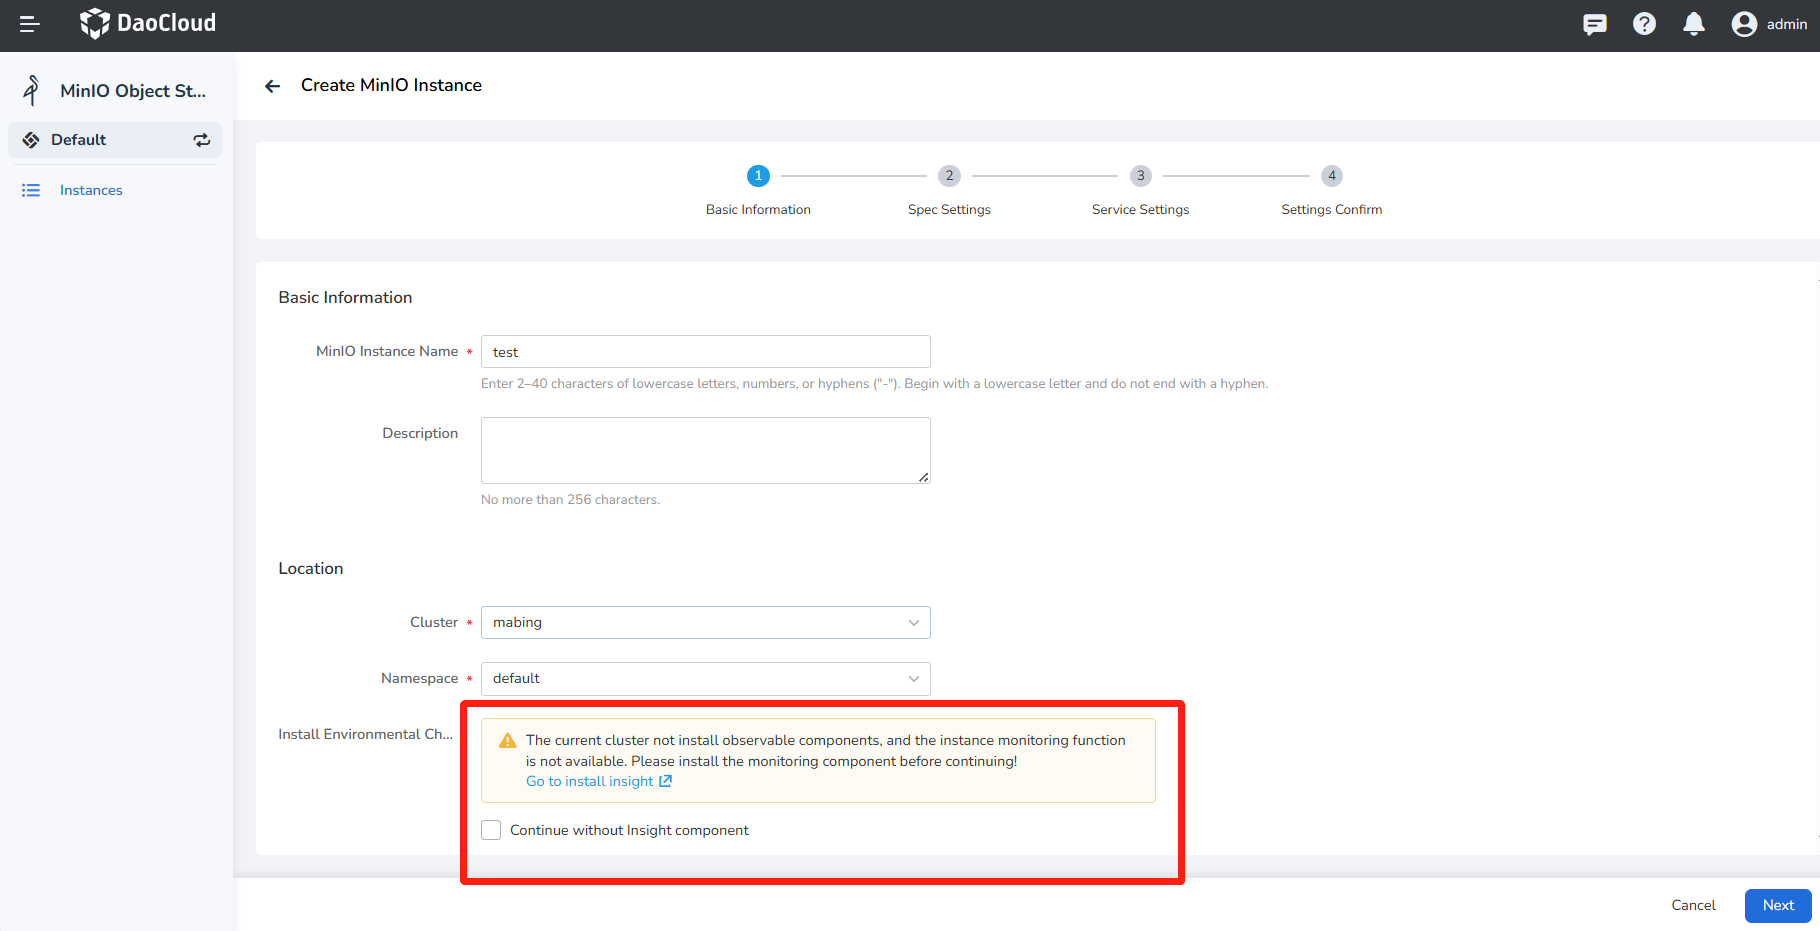 DaoCloud
admin
MinIO Object St...
Default
Instances
Create MinIO Instance
1
2
3
4
Basic Information
Spec Settings
Service Settings
Settings Confirm
Basic Information
MinIO Instance Name *
test
Enter 2–40 characters of lowercase letters, numbers, or hyphens ("-"). Begin with a lowercase letter and do not end with a hyphen.
Description
No more than 256 characters.
Location
Cluster *
mabing
Namespace *
default
Install Environmental Ch...
The current cluster not install observable components, and the instance monitoring function
is not available. Please install the monitoring component before continuing!
Go to install insight
Continue without Insight component
Cancel
Next